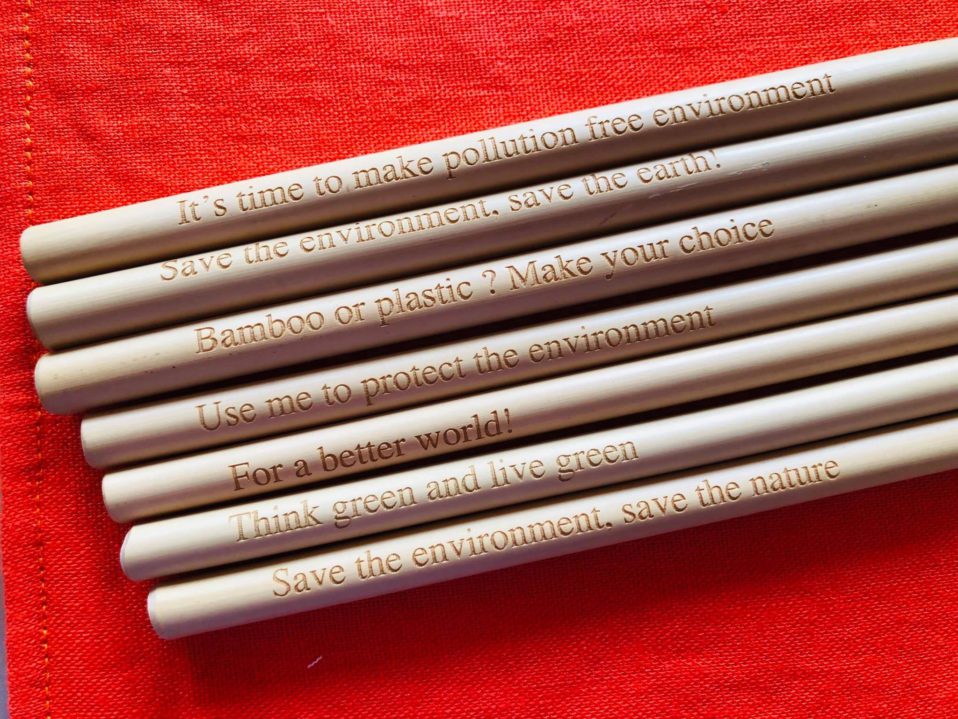 It's time to make pollution free environment
Save the environment, save the earth!
Bamboo or plastic ? Make your choice
Use me to protect the environment
For a better world!
Think green and live green
Save the environment, save the nature